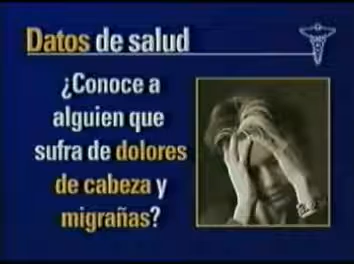 Datos de salud
¿Conoce a
alguien que
sufra de dolores
de cabeza y
migrañas?